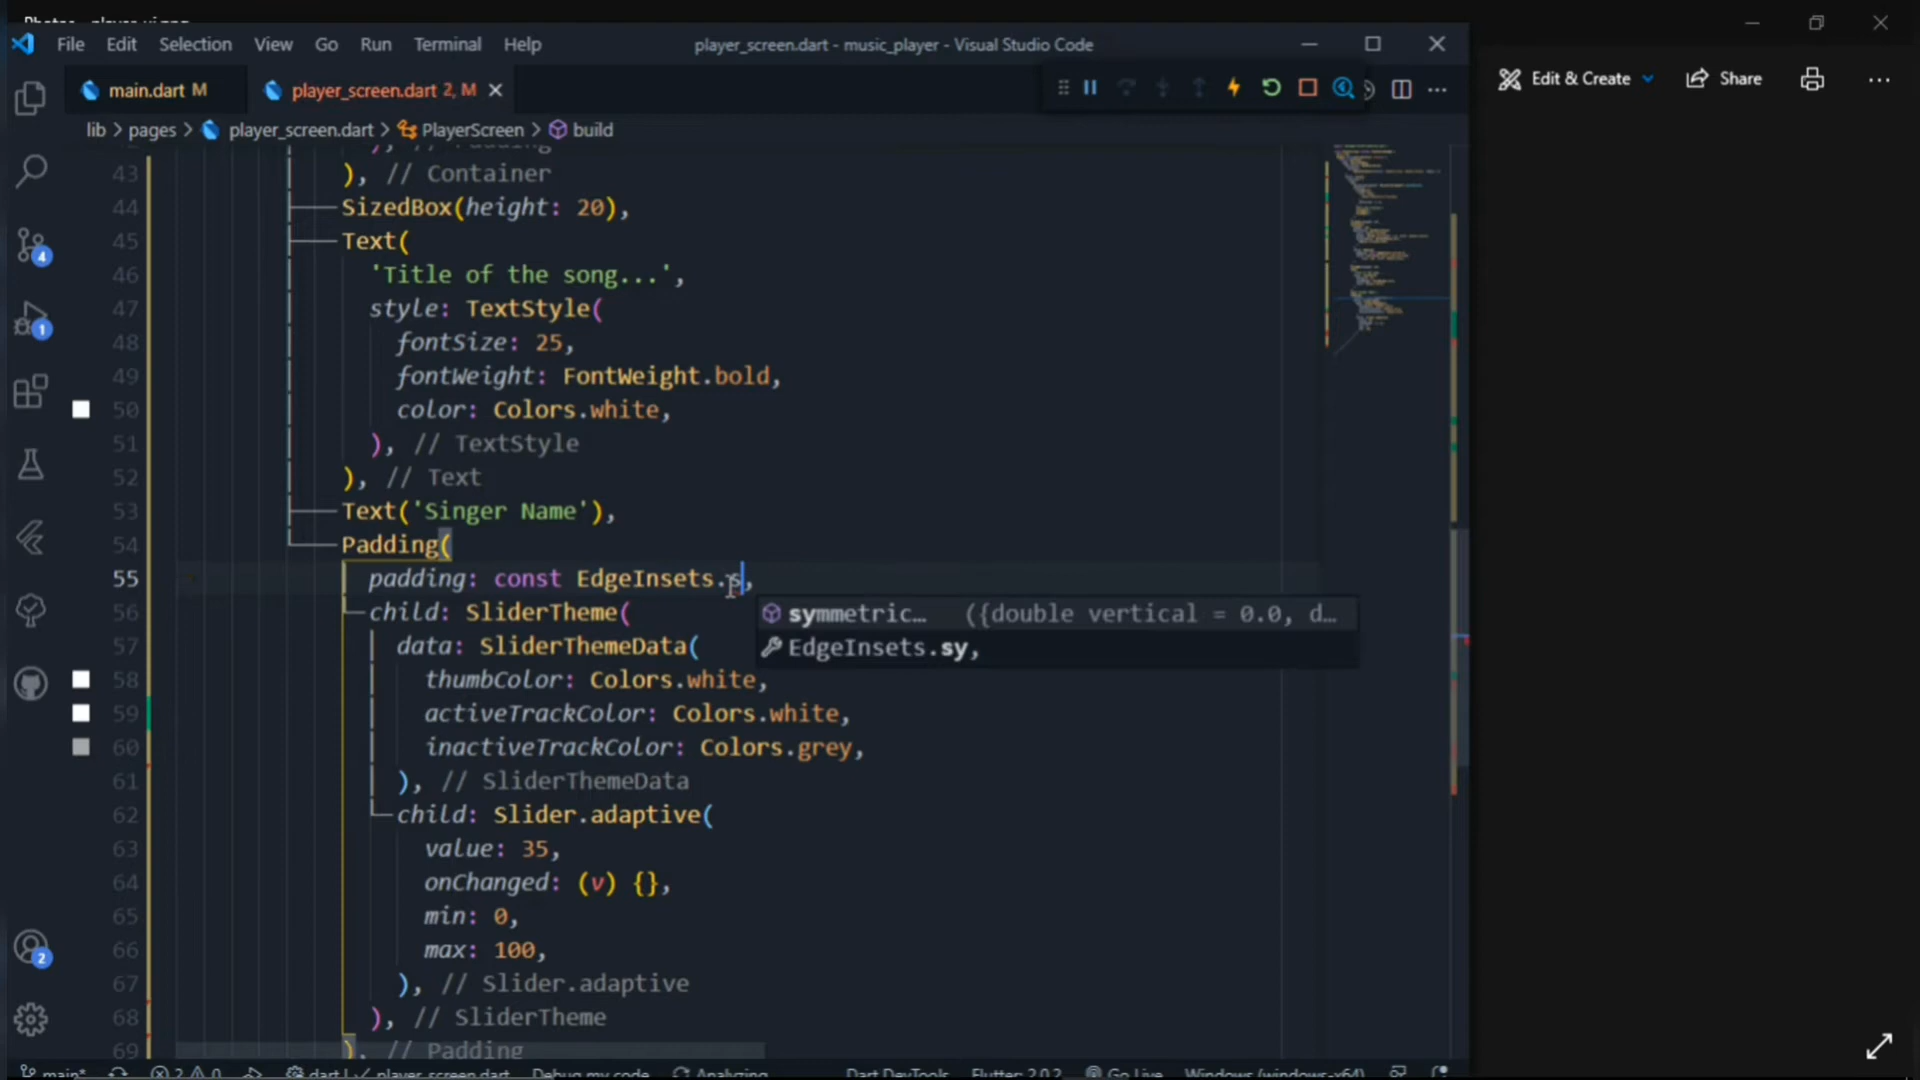 Photos - player_ui.png
File Edit Selection View Go Run Terminal Help
player_screen.dart - music_player - Visual Studio Code
main.dart M
player_screen.dart 2, M
Edit & Create
Share
lib > pages > player_screen.dart > PlayerScreen > build
), // Padding
43 ), // Container
44 SizedBox(height: 20),
45 Text(
46 'Title of the song...',
47 style: TextStyle(
48 fontSize: 25,
49 fontWeight: FontWeight.bold,
50 color: Colors.white,
51 ), // TextStyle
52 ), // Text
53 Text('Singer Name'),
54 Padding(
55 padding: const EdgeInsets.s,
symmetric… ({double vertical = 0.0, d…
EdgeInsets.sy,
56 child: SliderTheme(
57 data: SliderThemeData(
58 thumbColor: Colors.white,
59 activeTrackColor: Colors.white,
60 inactiveTrackColor: Colors.grey,
61 ), // SliderThemeData
62 child: Slider.adaptive(
63 value: 35,
64 onChanged: (v) {},
65 min: 0,
66 max: 100,
67 ), // Slider.adaptive
68 ), // SliderTheme
69 ), // Padding
4
1
2
main* 2 0 dart | player_screen.dart Debug my code Analyzing Dart DevTools Flutter: 2.0.2 Go Live Windows (windows-x64)